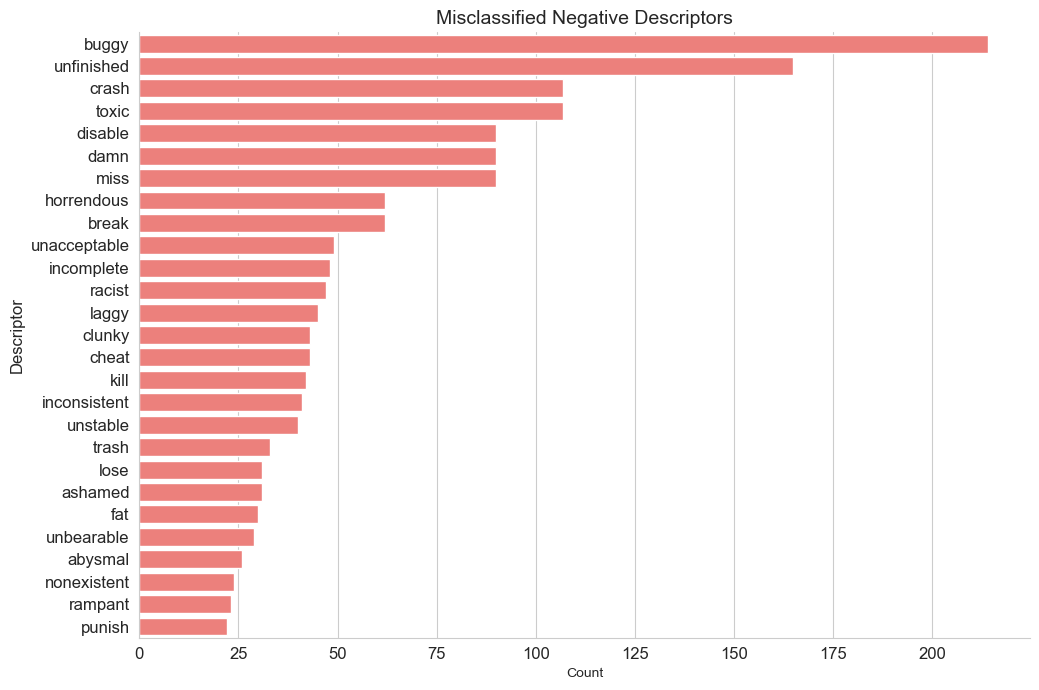 Misclassified Negative Descriptors
buggy
unfinished
crash
toxic
disable
damn
miss
horrendous
break
unacceptable
incomplete
racist
laggy
clunky
cheat
kill
inconsistent
unstable
trash
lose
ashamed
fat
unbearable
abysmal
nonexistent
rampant
punish
Descriptor
0 25 50 75 100 125 150 175 200
Count